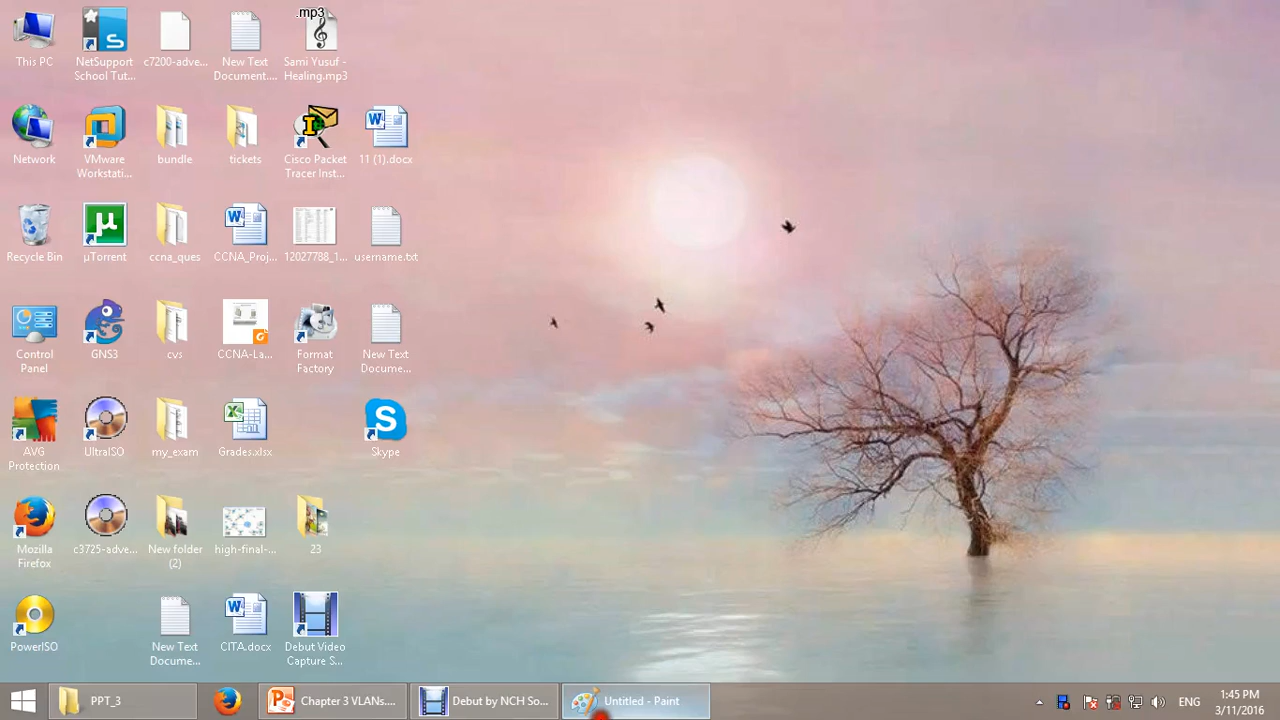 This PC
NetSupport
School Tut...
c7200-adve...
New Text
Document....
.mp3
Sami Yusuf -
Healing.mp3
Network
VMware
Workstati...
bundle
tickets
Cisco Packet
Tracer Inst...
11 (1).docx
Recycle Bin
µTorrent
ccna_ques
CCNA_Proj...
12027788_1...
username.txt
Control
Panel
GNS3
cvs
CCNA-La...
Format
Factory
New Text
Docume...
AVG
Protection
UltraISO
my_exam
Grades.xlsx
Skype
Mozilla
Firefox
c3725-adve...
New folder
(2)
high-final-...
23
PowerISO
New Text
Docume...
CITA.docx
Debut Video
Capture S...
PPT_3
Chapter 3 VLANs....
Debut by NCH So...
Untitled - Paint
ENG
1:45 PM
3/11/2016